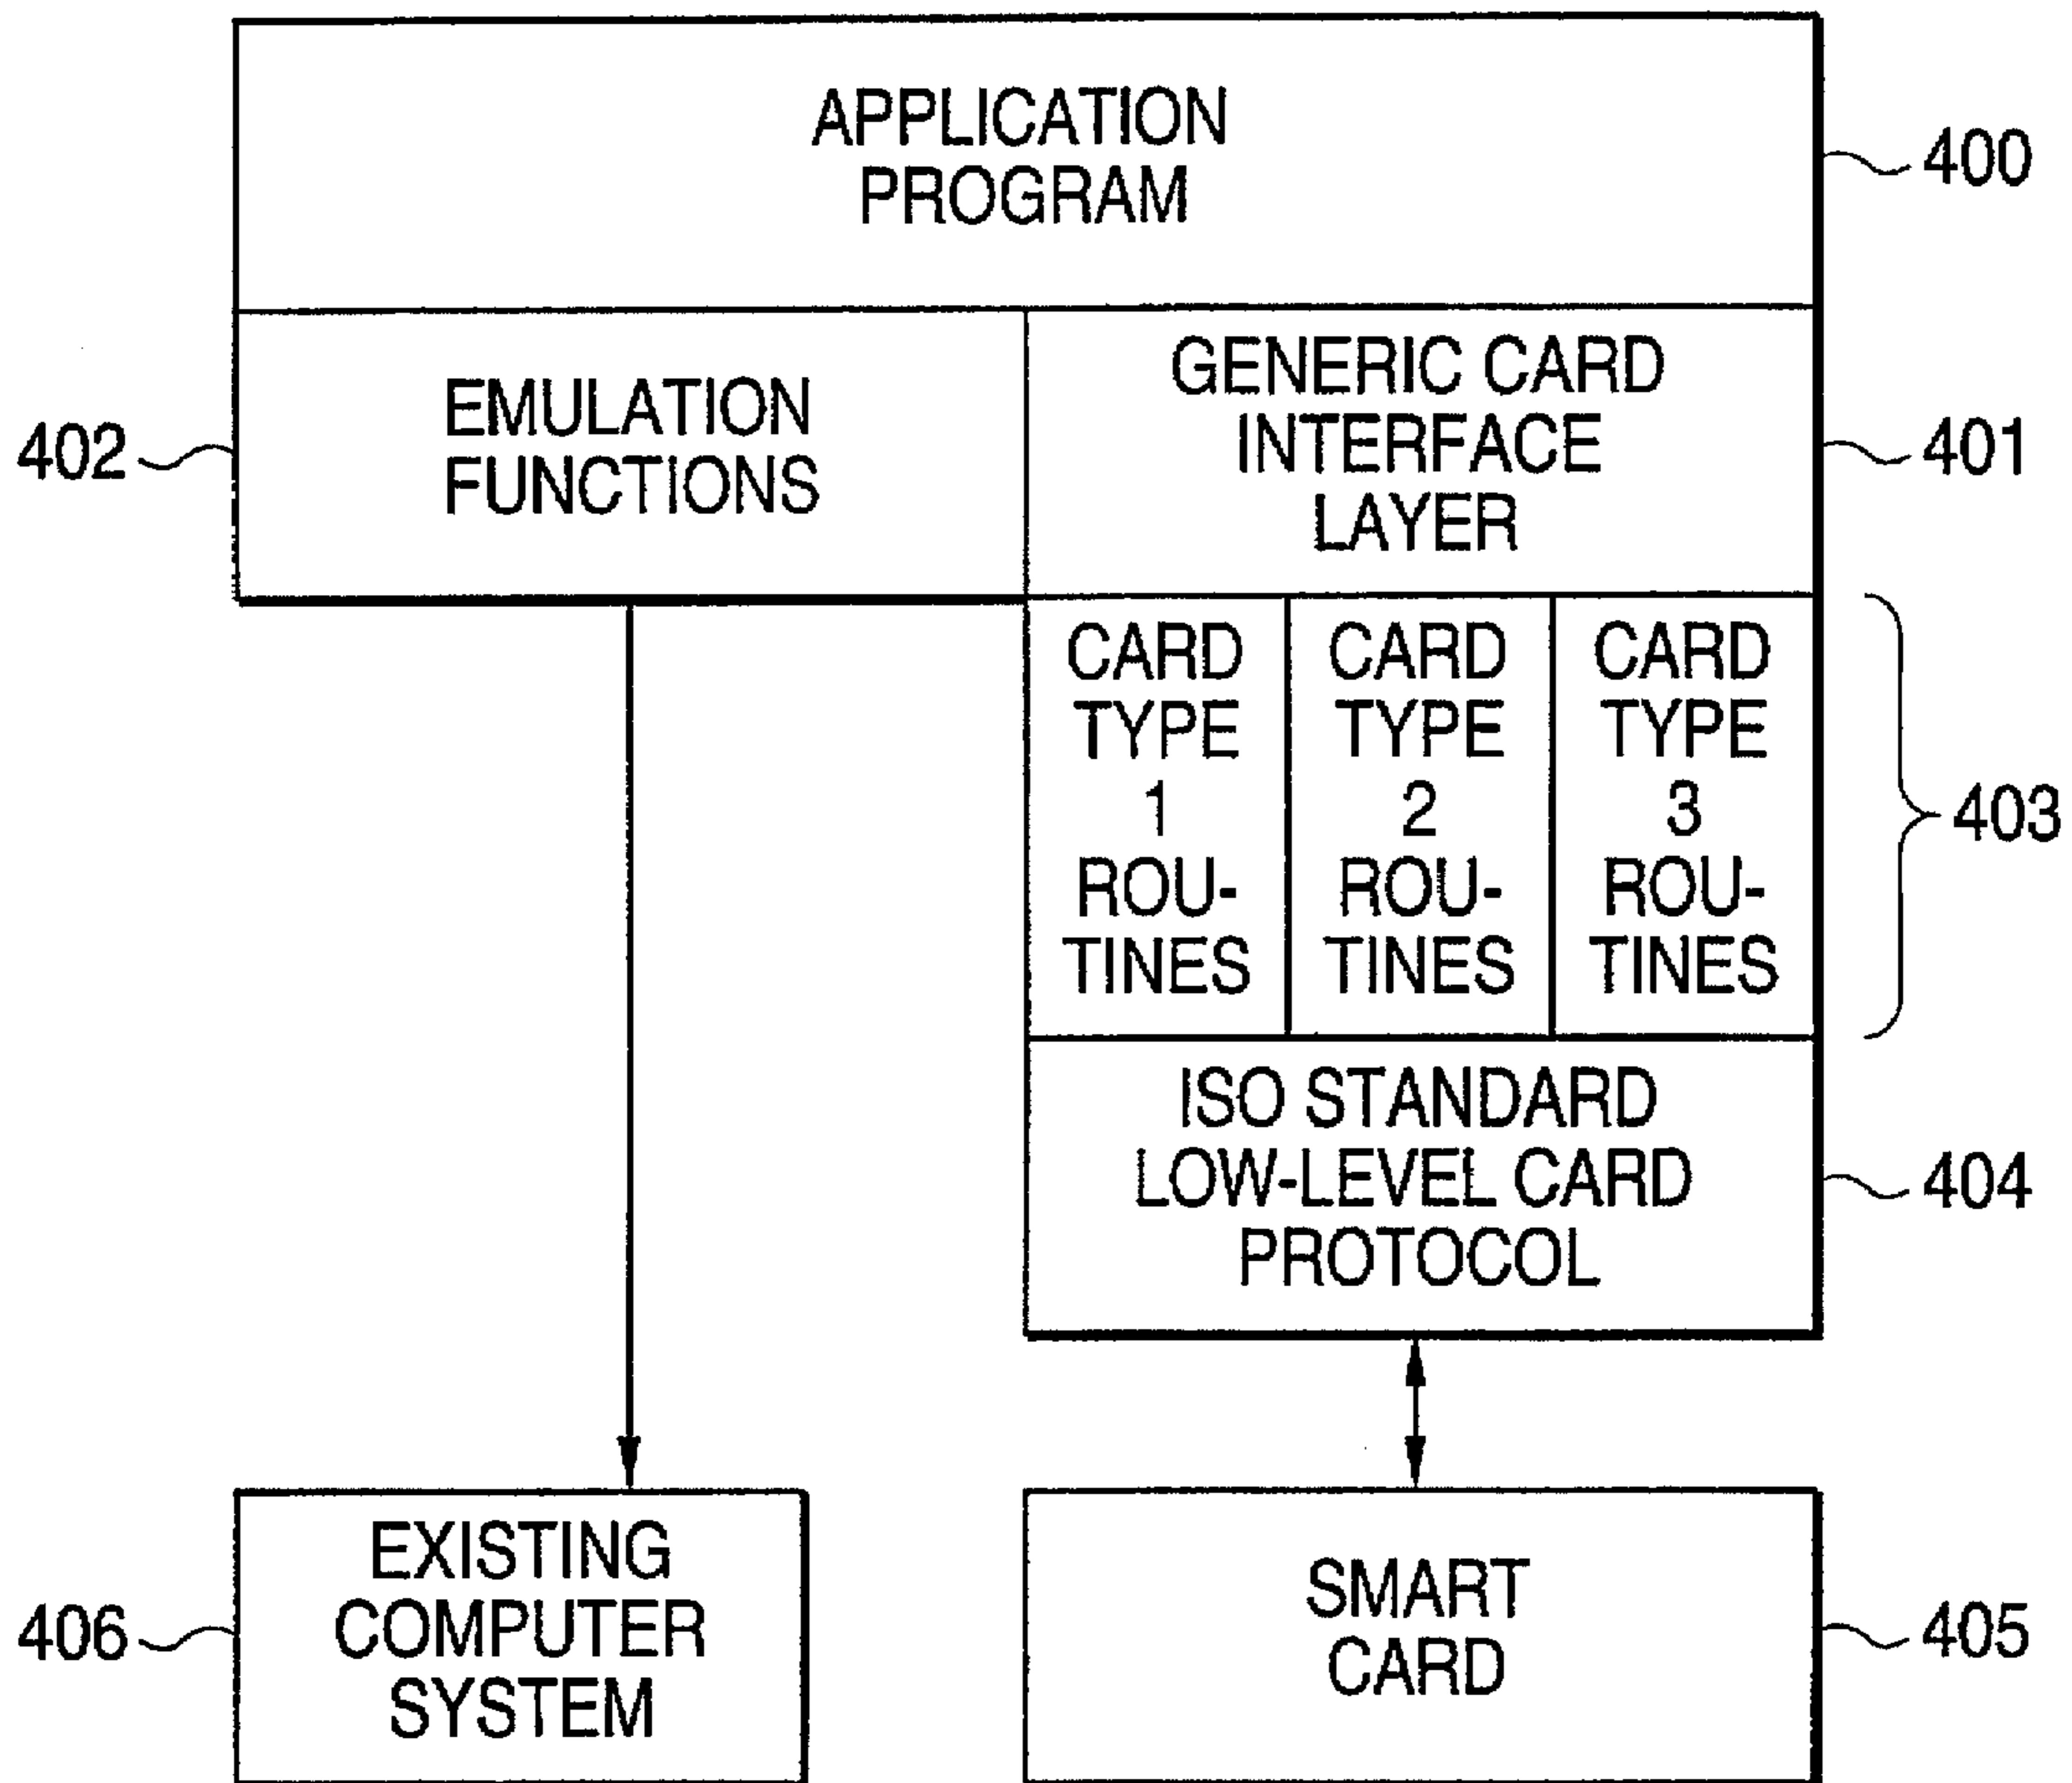 APPLICATION
PROGRAM
400
EMULATION
FUNCTIONS
402
GENERIC CARD
INTERFACE
LAYER
401
CARD
TYPE
1
ROU-
TINES
CARD
TYPE
2
ROU-
TINES
CARD
TYPE
3
ROU-
TINES
403
ISO STANDARD
LOW-LEVEL CARD
PROTOCOL
404
EXISTING
COMPUTER
SYSTEM
406
SMART
CARD
405